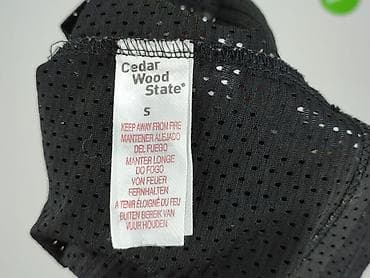 Cedar
Wood
State®
S
KEEP AWAY FROM FIRE
MANTENER ALEJADO
DEL FUEGO
MANTER LONGE
DO FOGO
VON FEUER
FERNHALTEN
A TENIR ÉLOIGNÉ DU FEU
BUITEN BEREIK VAN
VUUR HOUDEN